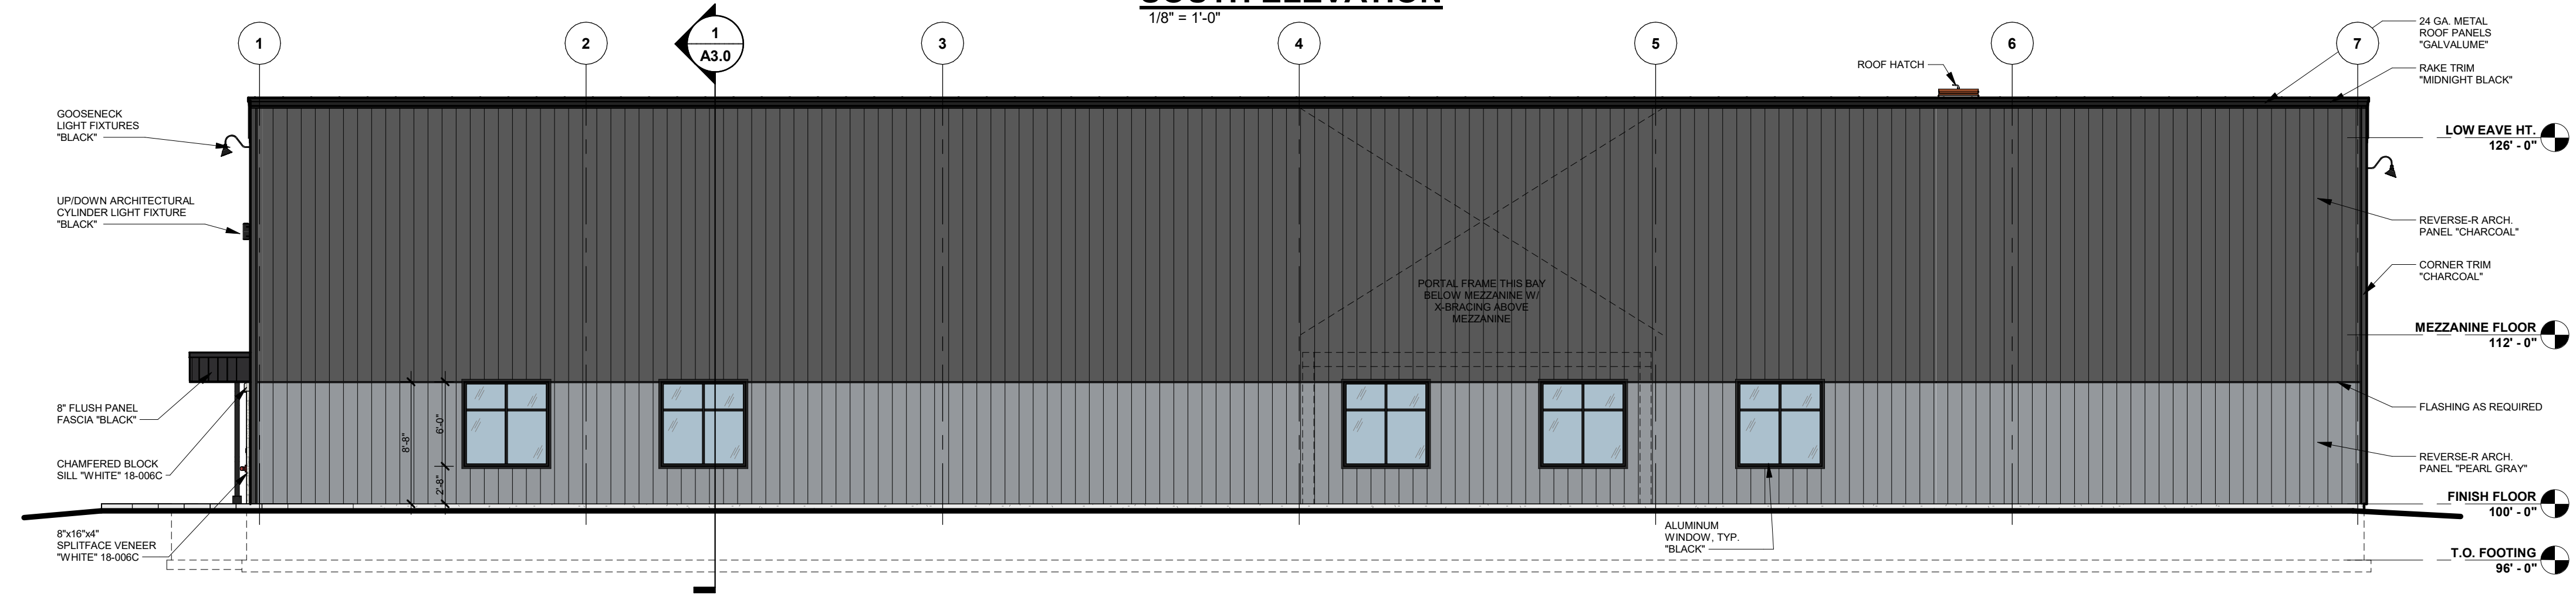 SOUTH ELEVATION
1/8" = 1'-0"
1
2
1
A3.0
3
4
5
6
7
24 GA. METAL
ROOF PANELS
"GALVALUME"
RAKE TRIM
"MIDNIGHT BLACK"
ROOF HATCH
GOOSENECK
LIGHT FIXTURES
"BLACK"
LOW EAVE HT.
126' - 0"
UP/DOWN ARCHITECTURAL
CYLINDER LIGHT FIXTURE
"BLACK"
REVERSE-R ARCH.
PANEL "CHARCOAL"
CORNER TRIM
"CHARCOAL"
PORTAL FRAME THIS BAY
BELOW MEZZANINE W/
X-BRACING ABOVE
MEZZANINE
MEZZANINE FLOOR
112' - 0"
8" FLUSH PANEL
FASCIA "BLACK"
FLASHING AS REQUIRED
8'-8"
6'-0"
2'-8"
CHAMFERED BLOCK
SILL "WHITE" 18-006C
REVERSE-R ARCH.
PANEL "PEARL GRAY"
FINISH FLOOR
100' - 0"
8"x16"x4"
SPLITFACE VENEER
"WHITE" 18-006C
ALUMINUM
WINDOW, TYP.
"BLACK"
T.O. FOOTING
96' - 0"